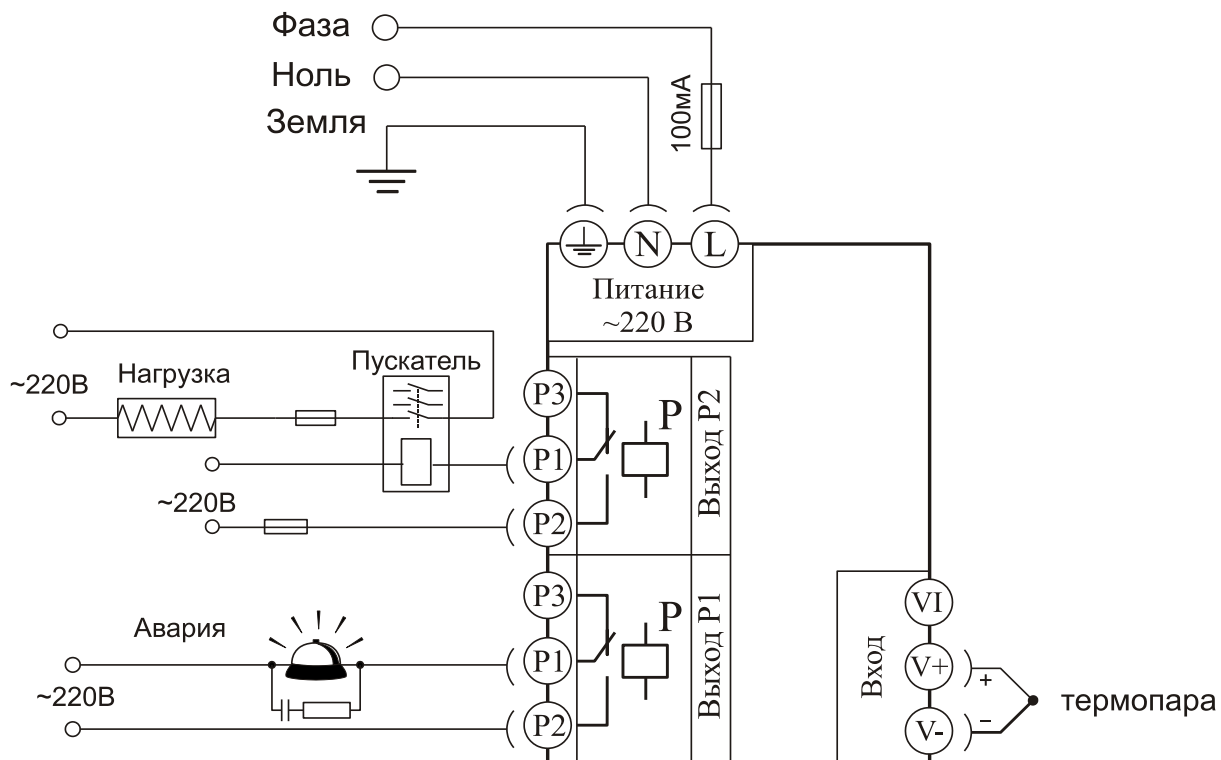 Фаза
Ноль
Земля
100мА
N
L
Питание
~220 В
Пускатель
Нагрузка
~220В
~220В
P3
P1
P2
P
Выход P2
Авария
~220В
P3
P1
P2
P
Выход P1
Вход
VI
V+
V-
+
−
термопара